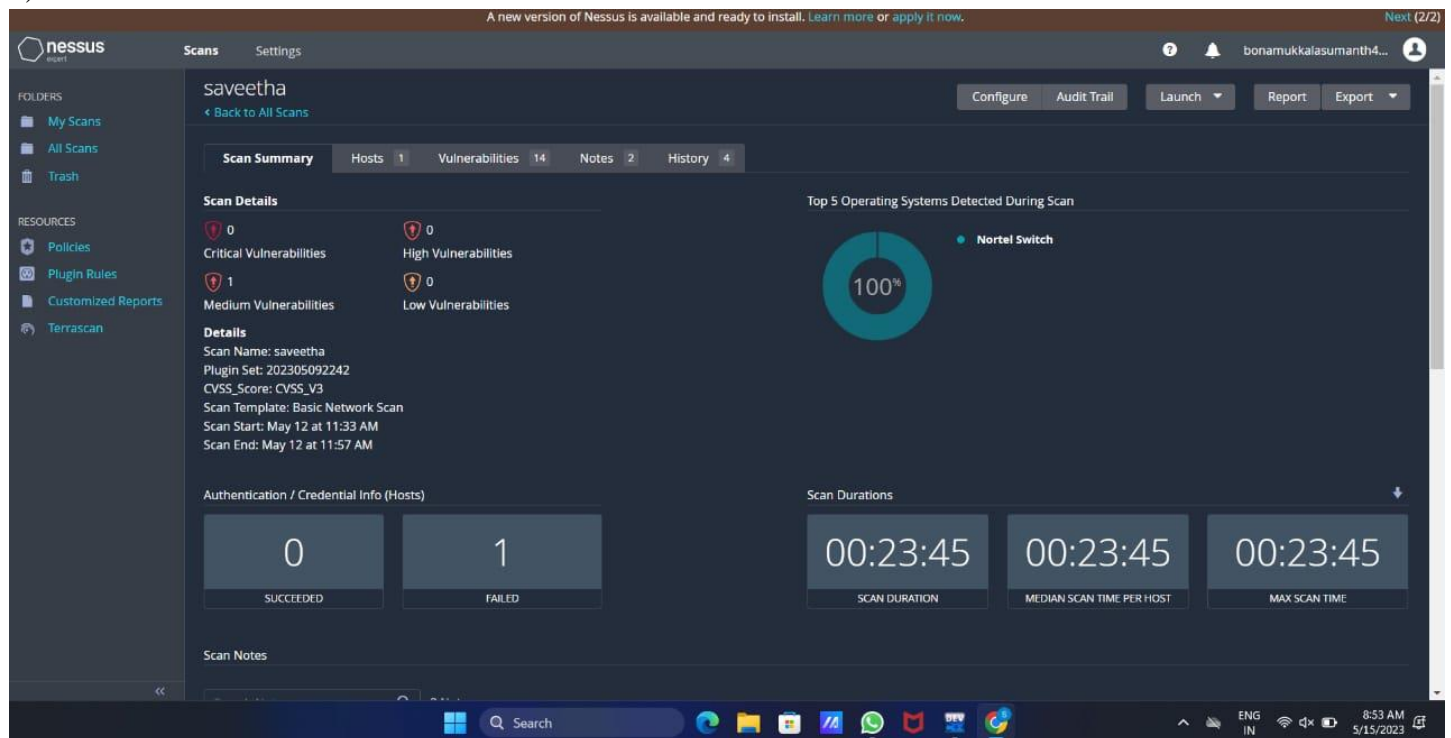 A new version of Nessus is available and ready to install. Learn more or apply it now.
Next (2/2)
nessus
expert
Scans
Settings
bonamukkalasumanth4...
FOLDERS
My Scans
All Scans
Trash
RESOURCES
Policies
Plugin Rules
Customized Reports
Terrascan
saveetha
< Back to All Scans
Configure
Audit Trail
Launch
Report
Export
Scan Summary
Hosts 1
Vulnerabilities 14
Notes 2
History 4
Scan Details
0
Critical Vulnerabilities
0
High Vulnerabilities
1
Medium Vulnerabilities
0
Low Vulnerabilities
Details
Scan Name: saveetha
Plugin Set: 202305092242
CVSS_Score: CVSS_V3
Scan Template: Basic Network Scan
Scan Start: May 12 at 11:33 AM
Scan End: May 12 at 11:57 AM
Top 5 Operating Systems Detected During Scan
100%
Nortel Switch
Authentication / Credential Info (Hosts)
0
SUCCEEDED
1
FAILED
Scan Durations
00:23:45
SCAN DURATION
00:23:45
MEDIAN SCAN TIME PER HOST
00:23:45
MAX SCAN TIME
Scan Notes
Search
DEV
ENG
IN
8:53 AM
5/15/2023